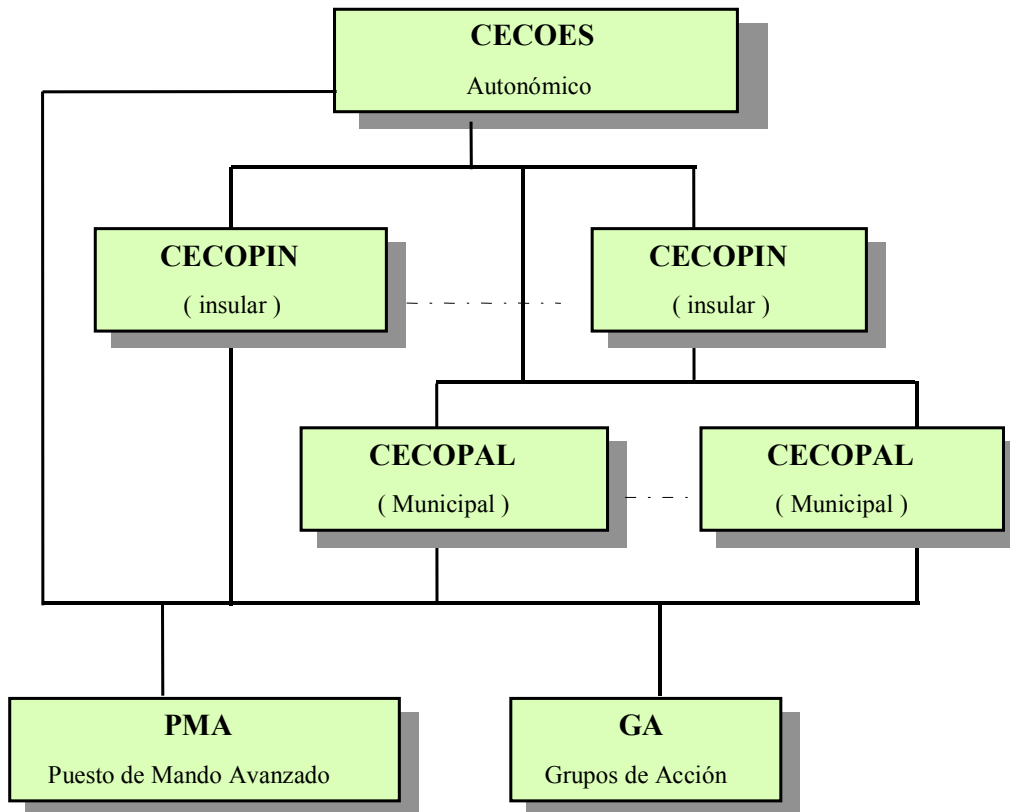 CECOES
Autonómico
CECOPIN
( insular )
CECOPIN
( insular )
CECOPAL
( Municipal )
CECOPAL
( Municipal )
PMA
Puesto de Mando Avanzado
GA
Grupos de Acción